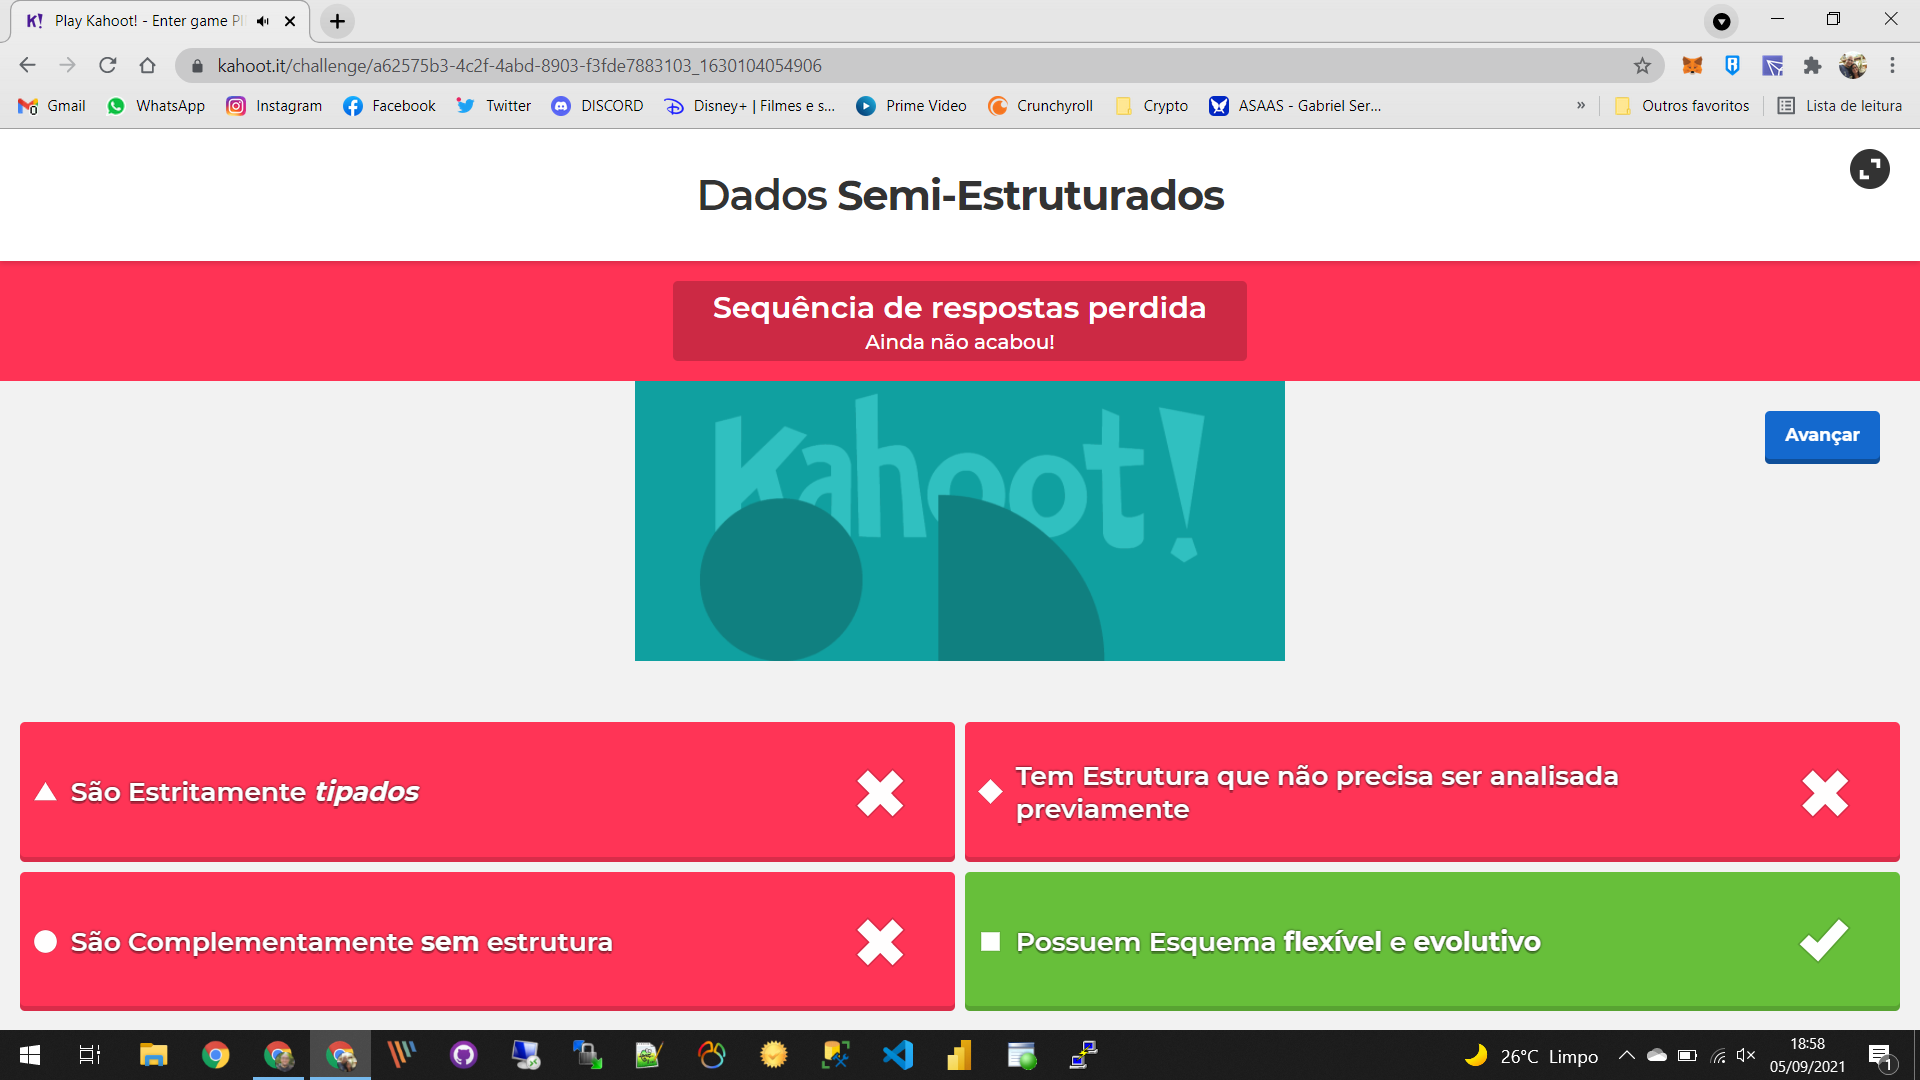 Play Kahoot! - Enter game P
kahoot.it/challenge/a62575b3-4c2f-4abd-8903-f3fde7883103_1630104054906
Gmail WhatsApp Instagram Facebook Twitter DISCORD Disney+ | Filmes e s... Prime Video Crunchyroll Crypto ASAAS - Gabriel Ser... » Outros favoritos Lista de leitura
Dados Semi-Estruturados
Sequência de respostas perdida
Ainda não acabou!
Kahoot!
Avançar
São Estritamente tipados
Tem Estrutura que não precisa ser analisada
previamente
São Complementamente sem estrutura
Possuem Esquema flexível e evolutivo
26°C Limpo
18:58
05/09/2021
1